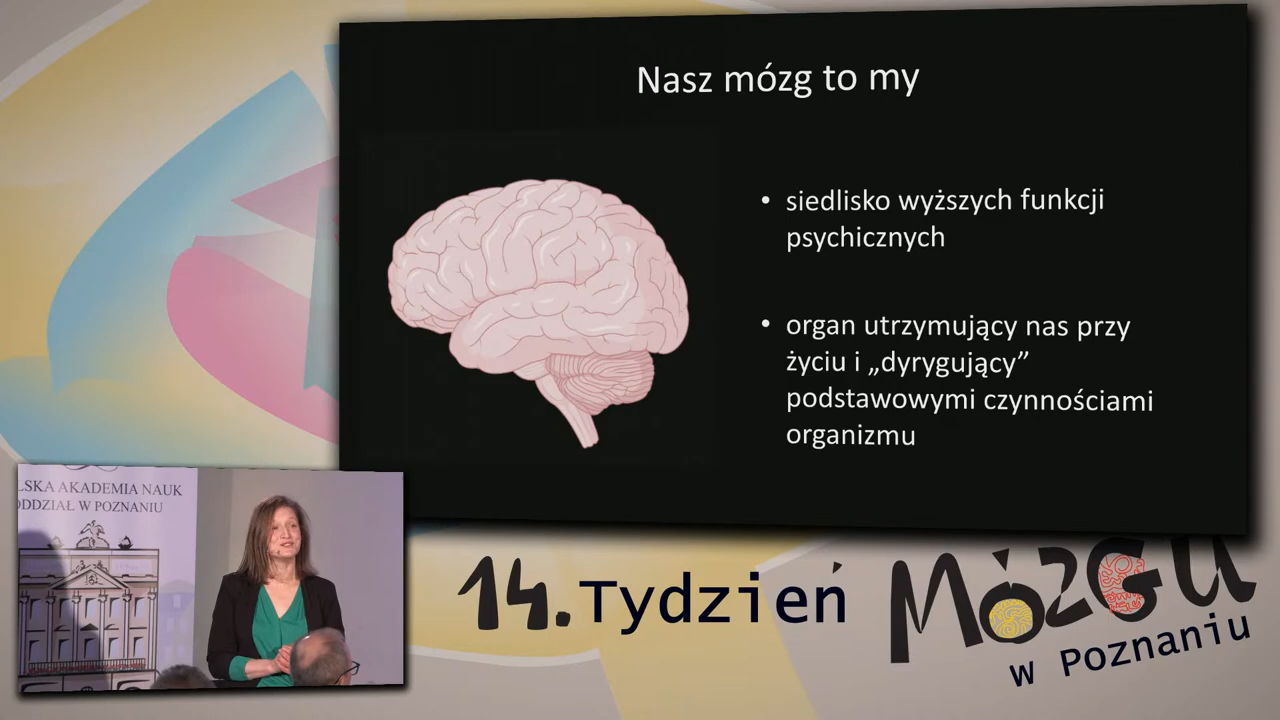 Nasz mózg to my
• siedlisko wyższych funkcji
psychicznych
• organ utrzymujący nas przy
życiu i „dyrygujący”
podstawowymi czynnościami
organizmu
LSKA AKADEMIA NAUK
ODDZIAŁ W POZNANIU
14. Tydzień MÓZGU
w Poznaniu